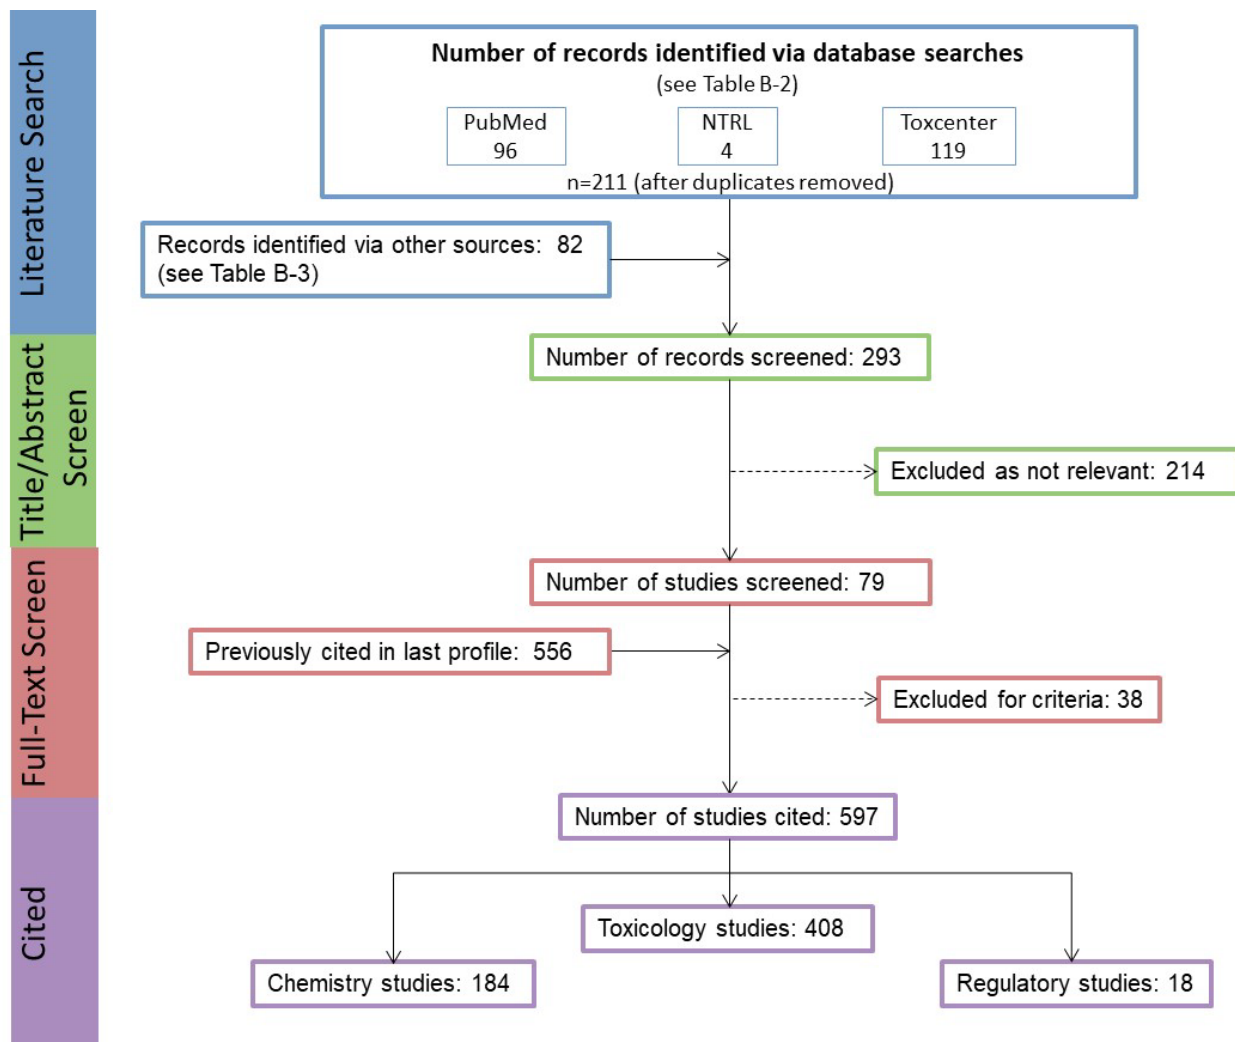 Literature Search
Number of records identified via database searches
(see Table B-2)
PubMed
96
NTRL
4
Toxcenter
119
n=211 (after duplicates removed)
Records identified via other sources: 82
(see Table B-3)
Title/Abstract
Screen
Number of records screened: 293
Excluded as not relevant: 214
Full-Text Screen
Number of studies screened: 79
Previously cited in last profile: 556
Excluded for criteria: 38
Cited
Number of studies cited: 597
Toxicology studies: 408
Chemistry studies: 184
Regulatory studies: 18